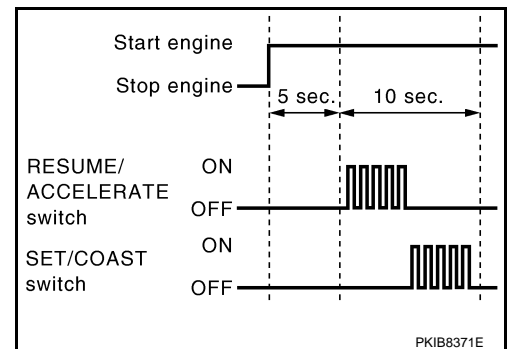 Start engine
Stop engine
5 sec.
10 sec.
RESUME/
ACCELERATE
switch
ON
OFF
SET/COAST
switch
ON
OFF
PKIB8371E